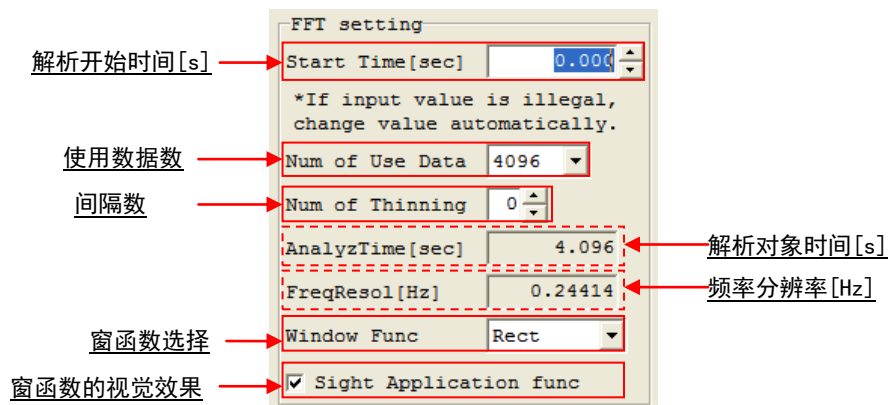 FFT setting
解析开始时间[s]
Start Time[sec] 0.000
*If input value is illegal,
change value automatically.
使用数据数
Num of Use Data 4096
间隔数
Num of Thinning 0
AnalyzTime[sec] 4.096
解析对象时间[s]
FreqResol[Hz] 0.24414
频率分辨率[Hz]
窗函数选择
Window Func Rect
窗函数的视觉效果
Sight Application func